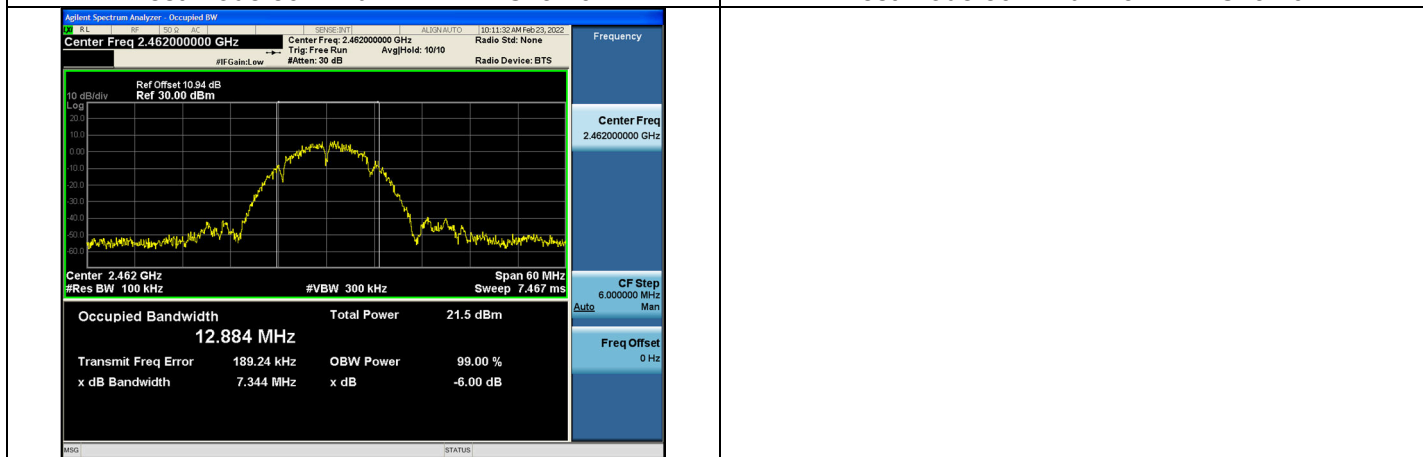 Agilent Spectrum Analyzer - Occupied BW
RL RF 50 Ω AC SENSE:INT ALIGN AUTO 10:11:32 AM Feb 23, 2022
Center Freq 2.462000000 GHz Center Freq: 2.462000000 GHz Radio Std: None
Trig: Free Run Avg|Hold: 10/10
#IFGain:Low #Atten: 30 dB Radio Device: BTS
Frequency
Ref Offset 10.94 dB
10 dB/div Ref 30.00 dBm
Log
20.0
10.0
0.00
-10.0
-20.0
-30.0
-40.0
-50.0
-60.0
Center 2.462 GHz Span 60 MHz
#Res BW 100 kHz #VBW 300 kHz Sweep 7.467 ms
Center Freq
2.462000000 GHz
CF Step
6.000000 MHz
Auto Man
Freq Offset
0 Hz
Occupied Bandwidth Total Power 21.5 dBm
12.884 MHz
Transmit Freq Error 189.24 kHz OBW Power 99.00 %
x dB Bandwidth 7.344 MHz x dB -6.00 dB
MSG STATUS